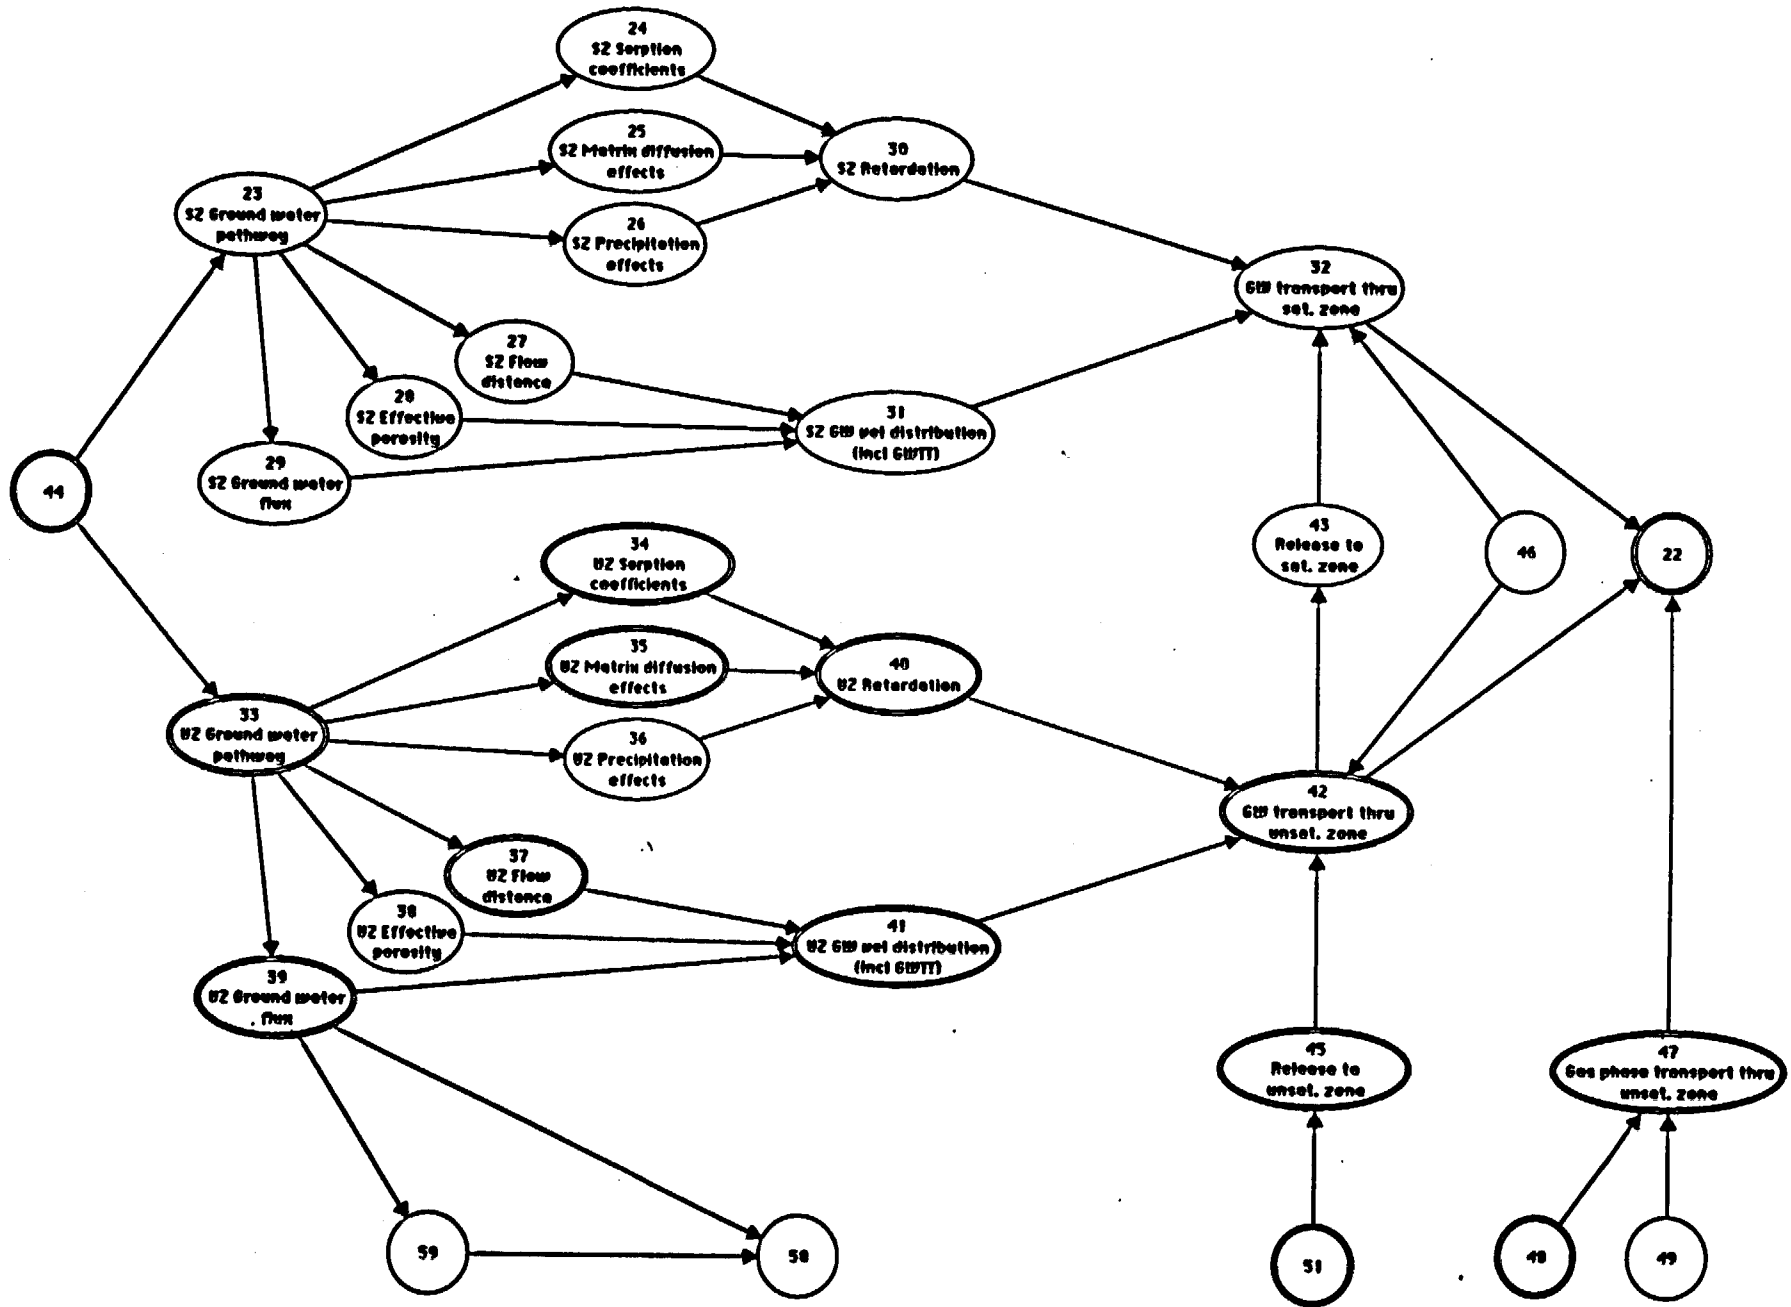 24
SZ Sorption
coefficients
25
SZ Matrix diffusion
effects
30
SZ Retardation
23
SZ Ground water
pathway
26
SZ Precipitation
effects
32
GW transport thru
sat. zone
27
SZ Flow
distance
28
SZ Effective
porosity
31
SZ GW vel distribution
(incl GWTT)
29
SZ Ground water
flux
44
43
Release to
sat. zone
46
22
34
UZ Sorption
coefficients
35
UZ Matrix diffusion
effects
40
UZ Retardation
33
UZ Ground water
pathway
36
UZ Precipitation
effects
42
GW transport thru
unsat. zone
37
UZ Flow
distance
38
UZ Effective
porosity
41
UZ GW vel distribution
(incl GWTT)
39
UZ Ground water
flux
45
Release to
unsat. zone
47
Gas phase transport thru
unsat. zone
59
58
51
48
49